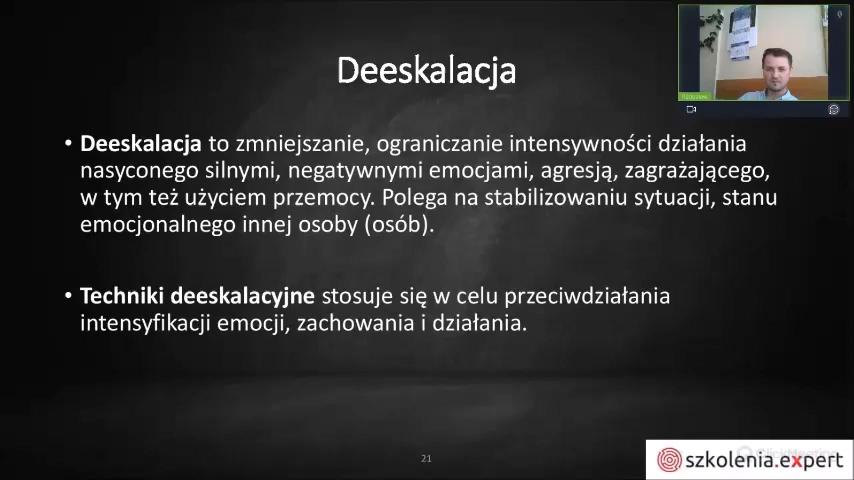 Deeskalacja
• Deeskalacja to zmniejszanie, ograniczanie intensywności działania
nasyconego silnymi, negatywnymi emocjami, agresją, zagrażającego,
w tym też użyciem przemocy. Polega na stabilizowaniu sytuacji, stanu
emocjonalnego innej osoby (osób).
• Techniki deeskalacyjne stosuje się w celu przeciwdziałania
intensyfikacji emocji, zachowania i działania.
21
szkolenia.expert